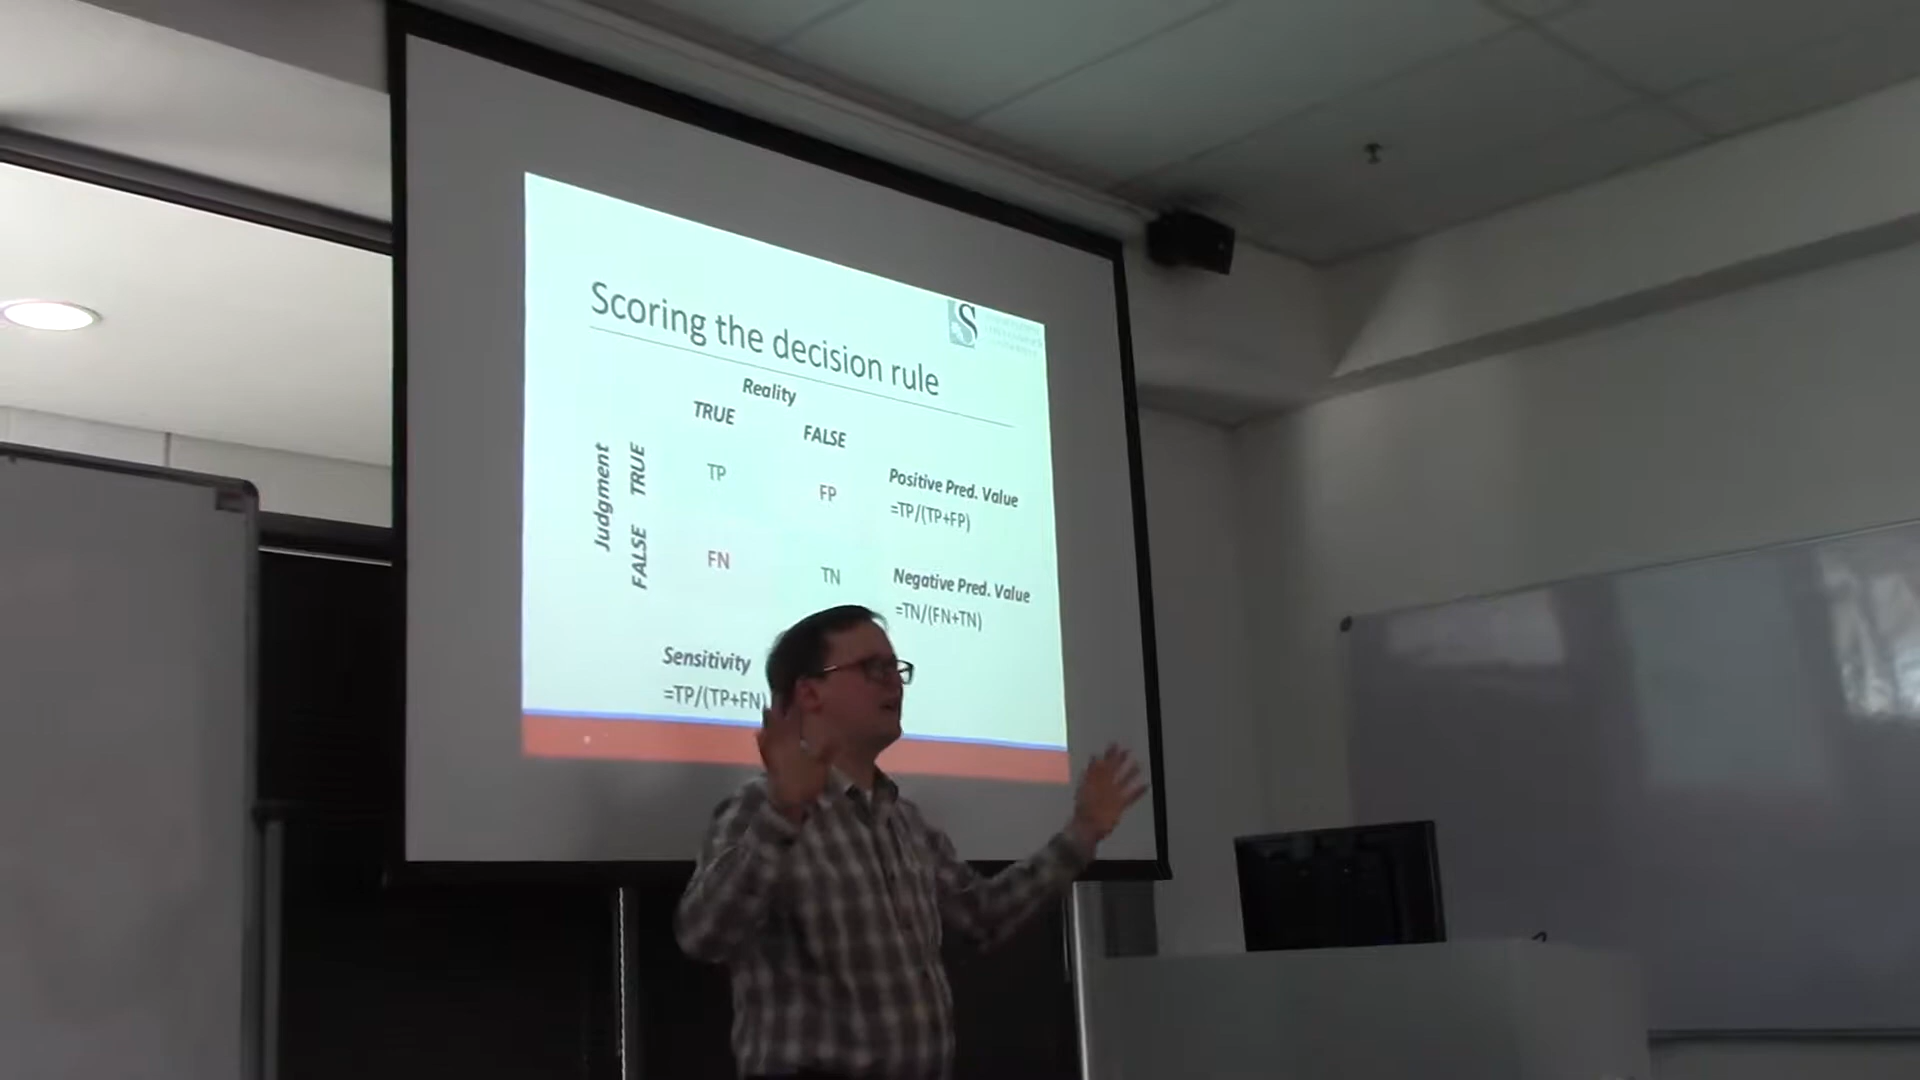 Scoring the decision rule
S
Reality
TRUE
FALSE
Judgment
TRUE
FALSE
TP
FP
Positive Pred. Value
=TP/(TP+FP)
FN
TN
Negative Pred. Value
=TN/(FN+TN)
Sensitivity
=TP/(TP+FN)